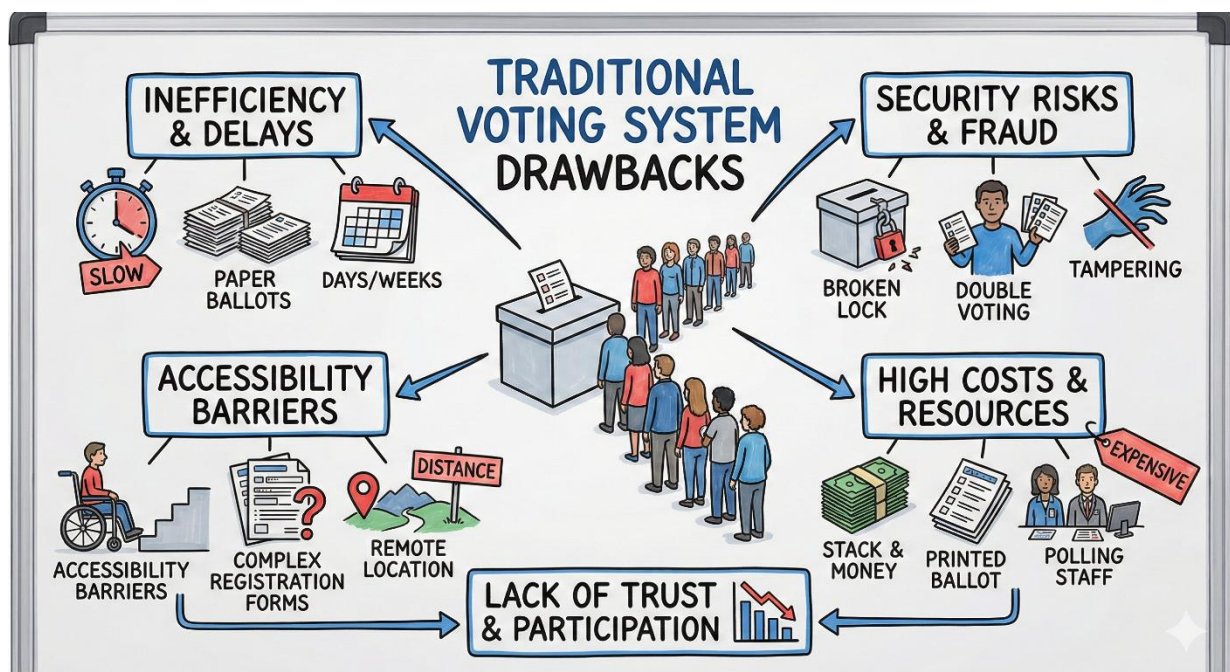 TRADITIONAL
VOTING SYSTEM
DRAWBACKS
INEFFICIENCY
& DELAYS
SLOW
PAPER
BALLOTS
DAYS/WEEKS
SECURITY RISKS
& FRAUD
BROKEN
LOCK
DOUBLE
VOTING
TAMPERING
ACCESSIBILITY
BARRIERS
ACCESSIBILITY
BARRIERS
?
COMPLEX
REGISTRATION
FORMS
DISTANCE
REMOTE
LOCATION
HIGH COSTS &
RESOURCES
EXPENSIVE
STACK &
MONEY
PRINTED
BALLOT
POLLING
STAFF
LACK OF TRUST
& PARTICIPATION